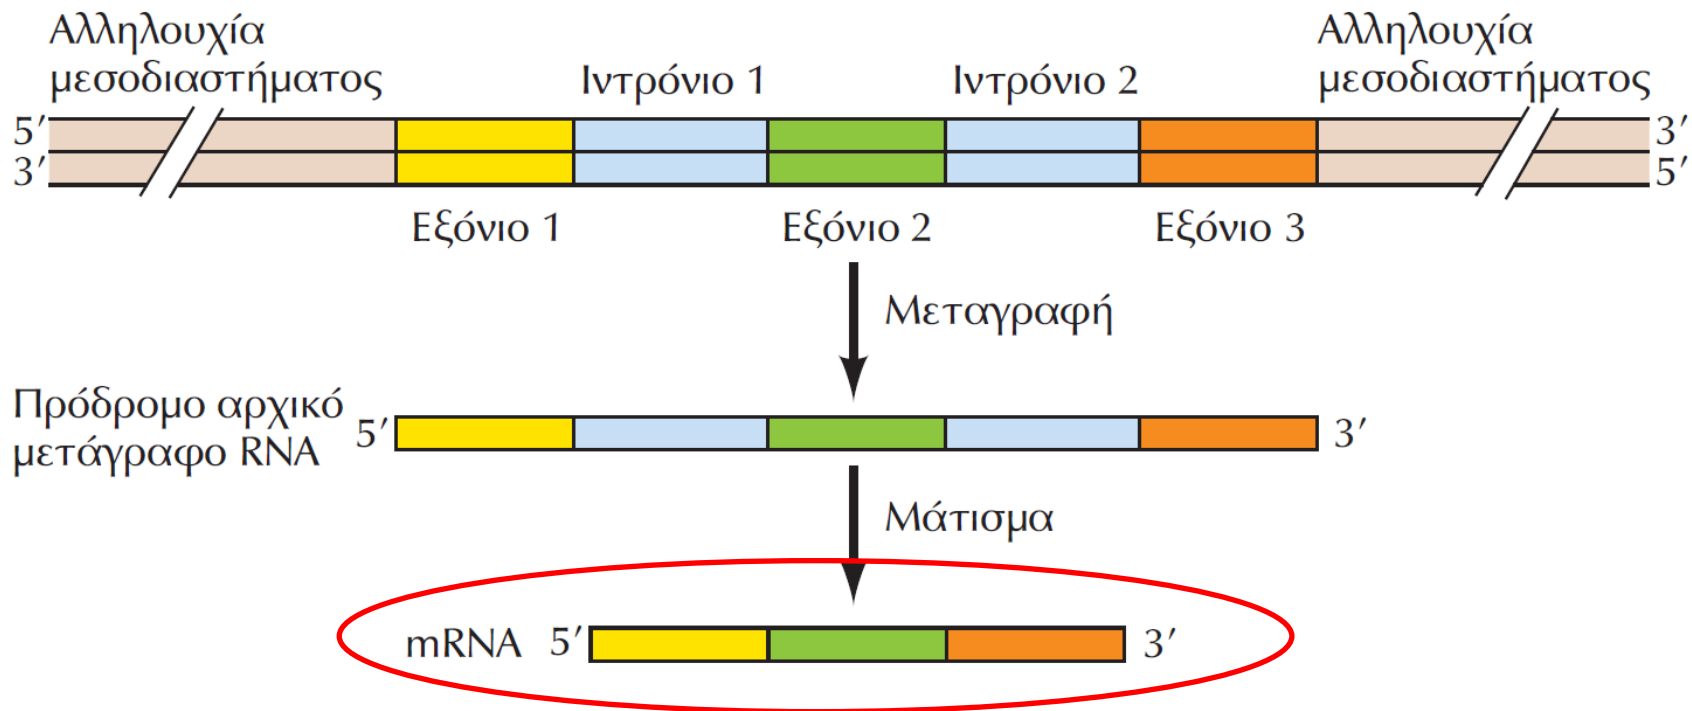 Αλληλουχία
μεσοδιαστήματος
Ιντρόνιο 1
Ιντρόνιο 2
Αλληλουχία
μεσοδιαστήματος
5′
3′
3′
5′
Εξόνιο 1
Εξόνιο 2
Εξόνιο 3
Μεταγραφή
Πρόδρομο αρχικό
μετάγραφο RNA
5′
3′
Μάτισμα
mRNA
5′
3′